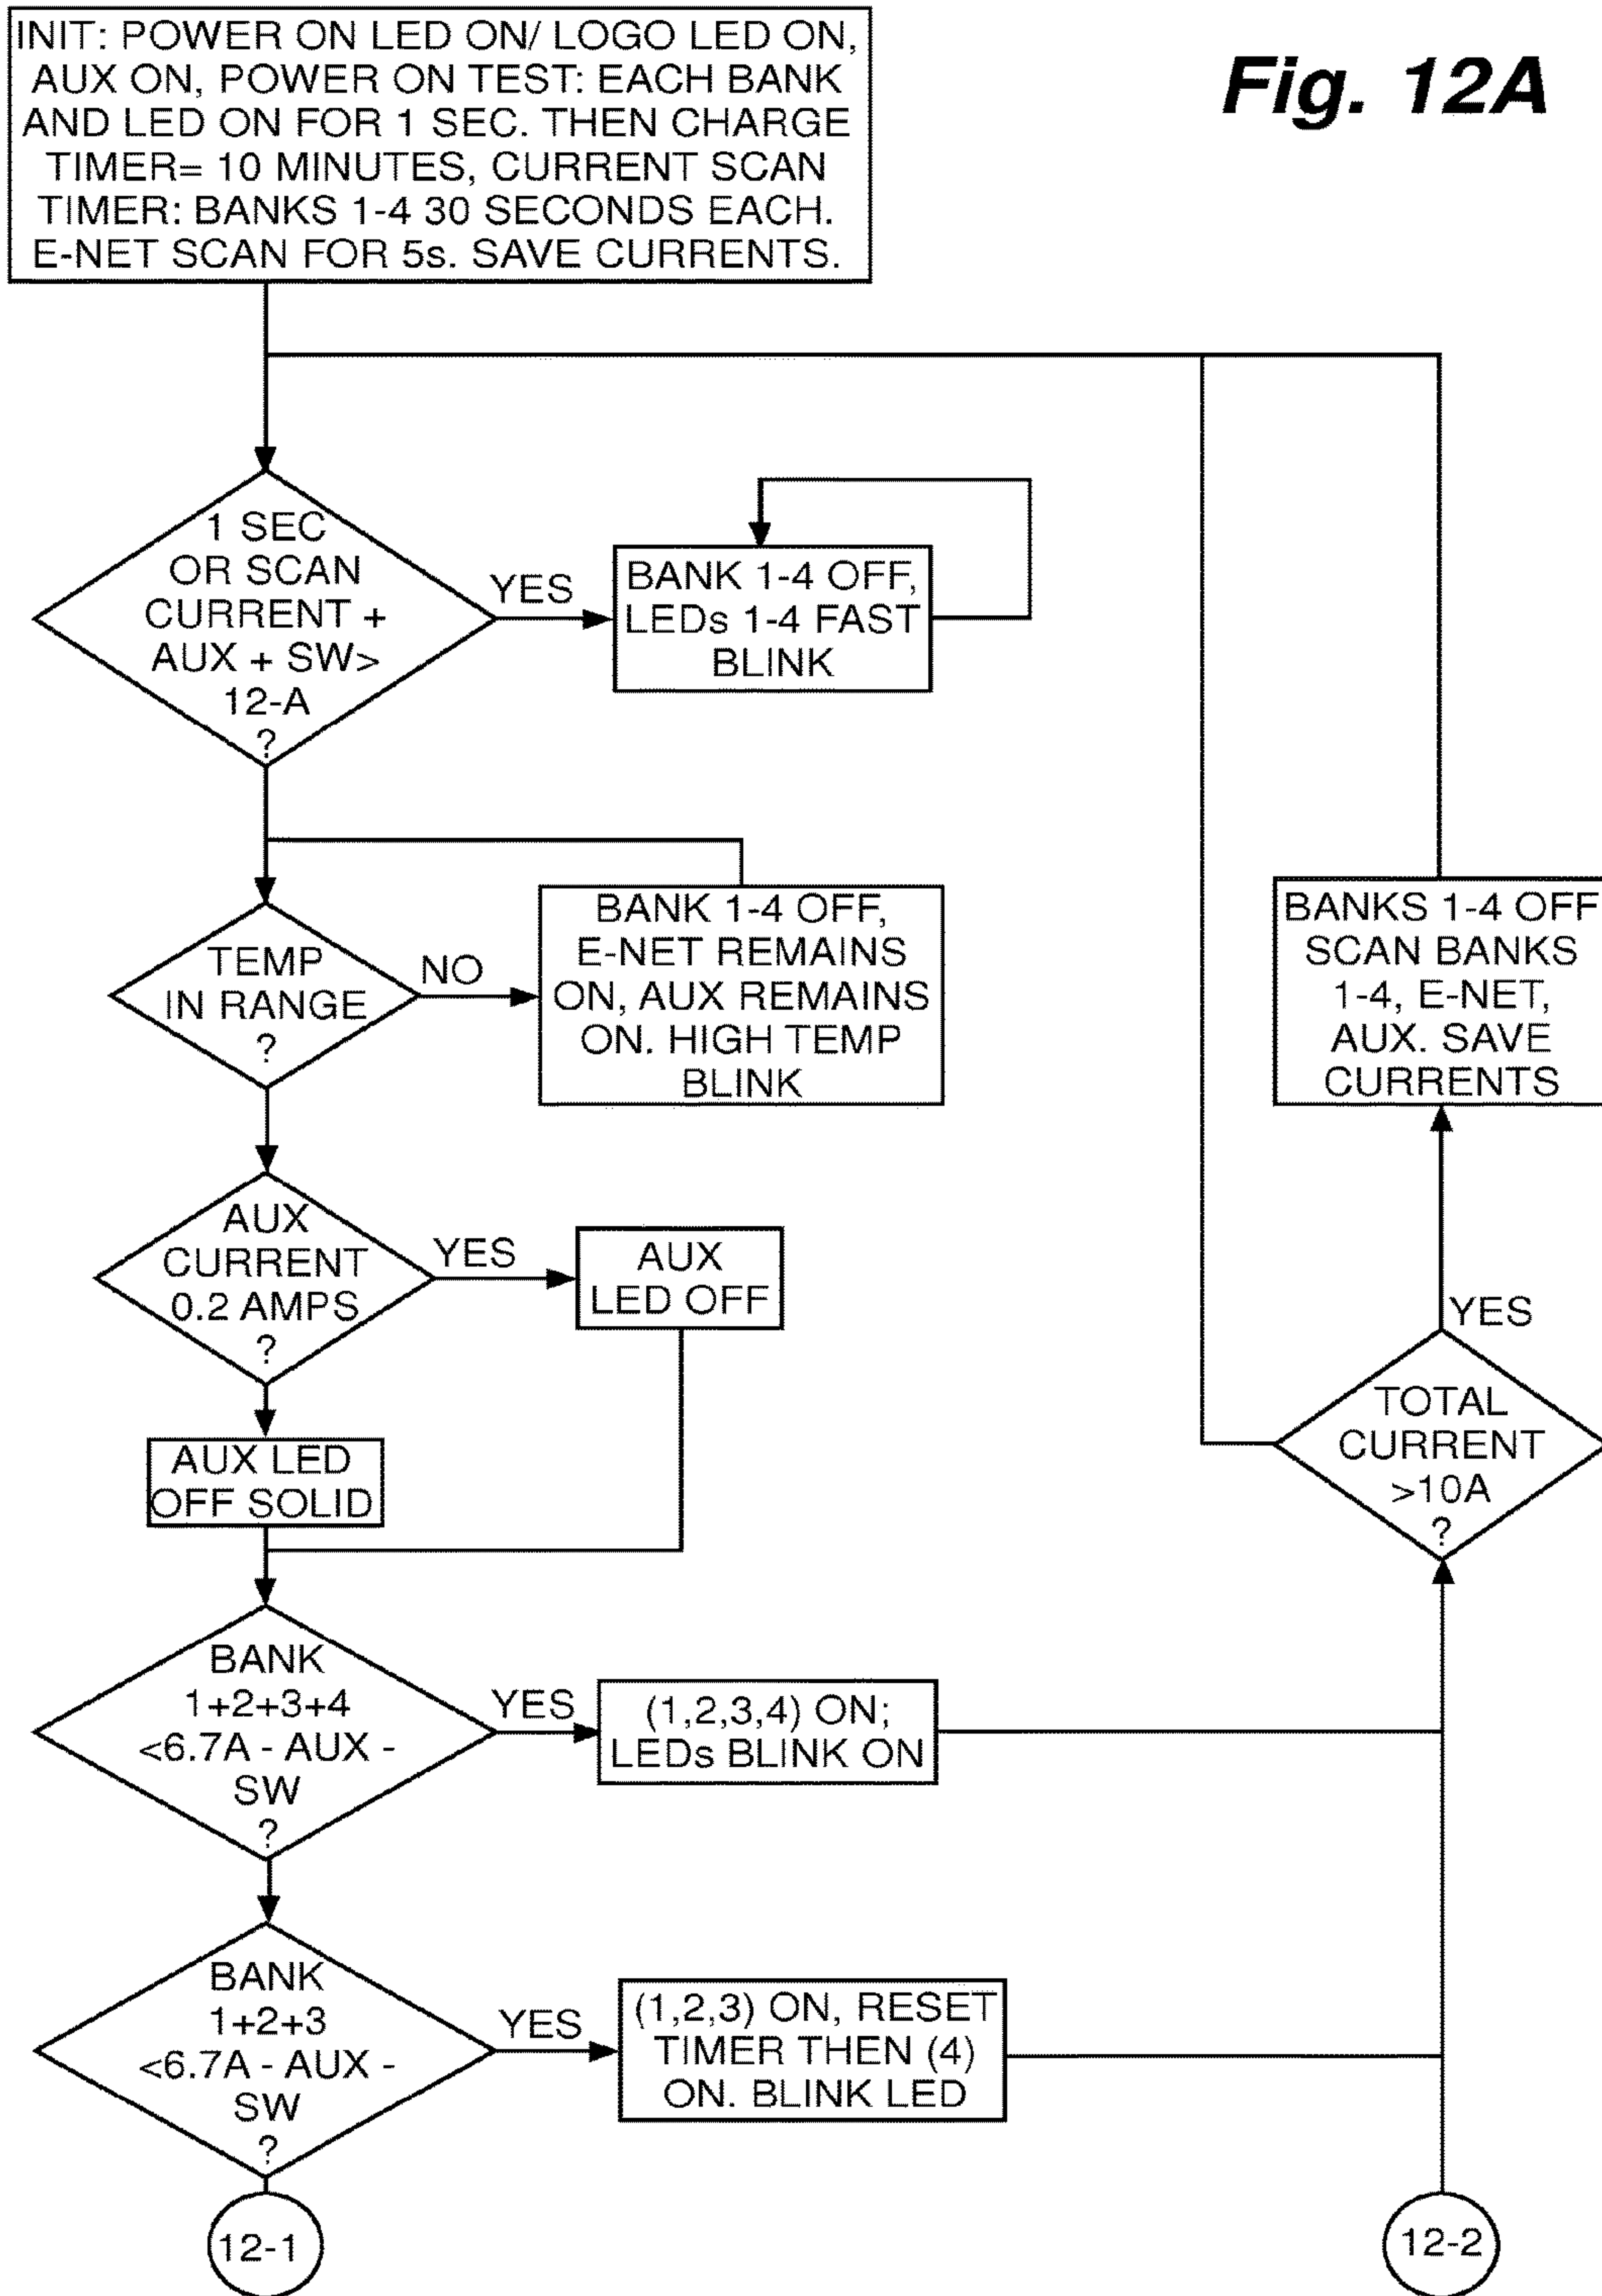 Fig. 12A
INIT: POWER ON LED ON/ LOGO LED ON,
AUX ON, POWER ON TEST: EACH BANK
AND LED ON FOR 1 SEC. THEN CHARGE
TIMER= 10 MINUTES, CURRENT SCAN
TIMER: BANKS 1-4 30 SECONDS EACH.
E-NET SCAN FOR 5s. SAVE CURRENTS.
1 SEC
OR SCAN
CURRENT +
AUX + SW>
12-A
?
YES
BANK 1-4 OFF,
LEDs 1-4 FAST
BLINK
TEMP
IN RANGE
?
NO
BANK 1-4 OFF,
E-NET REMAINS
ON, AUX REMAINS
ON. HIGH TEMP
BLINK
BANKS 1-4 OFF
SCAN BANKS
1-4, E-NET,
AUX. SAVE
CURRENTS
AUX
CURRENT
0.2 AMPS
?
YES
AUX
LED OFF
YES
TOTAL
CURRENT
>10A
?
AUX LED
OFF SOLID
BANK
1+2+3+4
<6.7A - AUX -
SW
?
YES
(1,2,3,4) ON;
LEDs BLINK ON
BANK
1+2+3
<6.7A - AUX -
SW
?
YES
(1,2,3) ON, RESET
TIMER THEN (4)
ON. BLINK LED
12-1
12-2